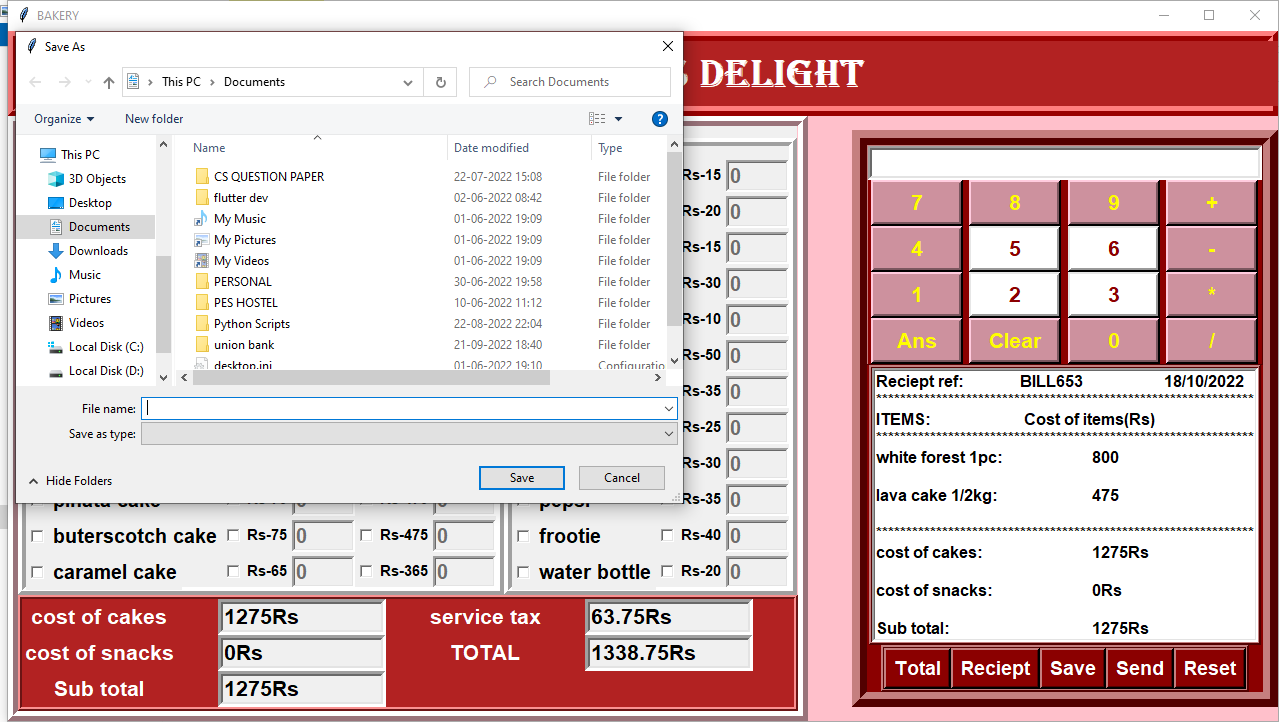 BAKERY
Save As
S DELIGHT
This PC > Documents
Search Documents
Organize
New folder
Name Date modified Type
This PC
3D Objects
Desktop
Documents
Downloads
Music
Pictures
Videos
Local Disk (C:)
Local Disk (D:)
CS QUESTION PAPER 22-07-2022 15:08 File folder
flutter dev 02-06-2022 08:42 File folder
My Music 01-06-2022 19:09 File folder
My Pictures 01-06-2022 19:09 File folder
My Videos 01-06-2022 19:09 File folder
PERSONAL 30-06-2022 19:58 File folder
PES HOSTEL 10-06-2022 11:12 File folder
Python Scripts 22-08-2022 22:04 File folder
union bank 21-09-2022 18:40 File folder
desktop.ini 01-06-2022 19:10 Configuratio
File name:
Save as type:
Hide Folders
Save
Cancel
Rs-15 0
Rs-20 0
Rs-15 0
Rs-30 0
Rs-10 0
Rs-50 0
Rs-35 0
Rs-25 0
Rs-30 0
pinata cake
pepsi Rs-35 0
buterscotch cake Rs-75 0 Rs-475 0
frootie Rs-40 0
caramel cake Rs-65 0 Rs-365 0
water bottle Rs-20 0
cost of cakes 1275Rs
service tax 63.75Rs
cost of snacks 0Rs
TOTAL 1338.75Rs
Sub total 1275Rs
7 8 9 +
4 5 6 -
1 2 3 *
Ans Clear 0 /
Reciept ref: BILL653 18/10/2022
ITEMS: Cost of items(Rs)
white forest 1pc: 800
lava cake 1/2kg: 475
cost of cakes: 1275Rs
cost of snacks: 0Rs
Sub total: 1275Rs
Total Reciept Save Send Reset